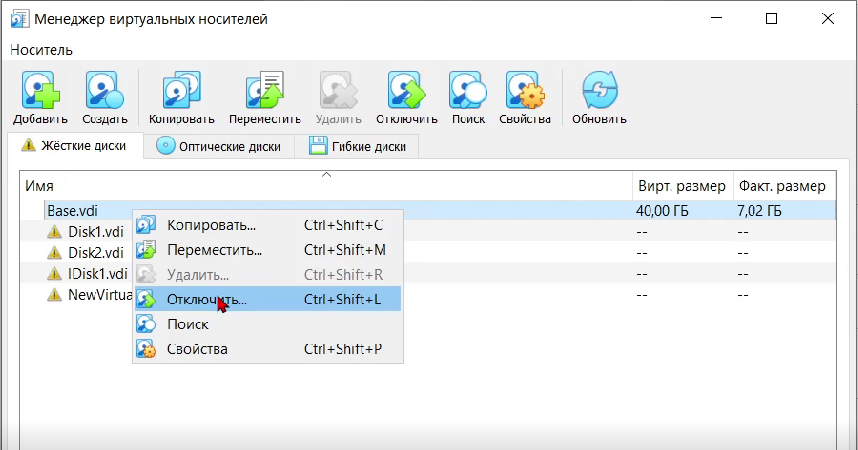 Менеджер виртуальных носителей
Носитель
Добавить Создать Копировать Переместить Удалить Отключить Поиск Свойства Обновить
Жёсткие диски Оптические диски Гибкие диски
Имя Вирт. размер Факт. размер
Base.vdi 40,00 ГБ 7,02 ГБ
Disk1.vdi -- --
Disk2.vdi -- --
IDisk1.vdi -- --
NewVirtua -- --
Копировать... Ctrl+Shift+C
Переместить... Ctrl+Shift+M
Удалить... Ctrl+Shift+R
Отключить... Ctrl+Shift+L
Поиск
Свойства Ctrl+Shift+P